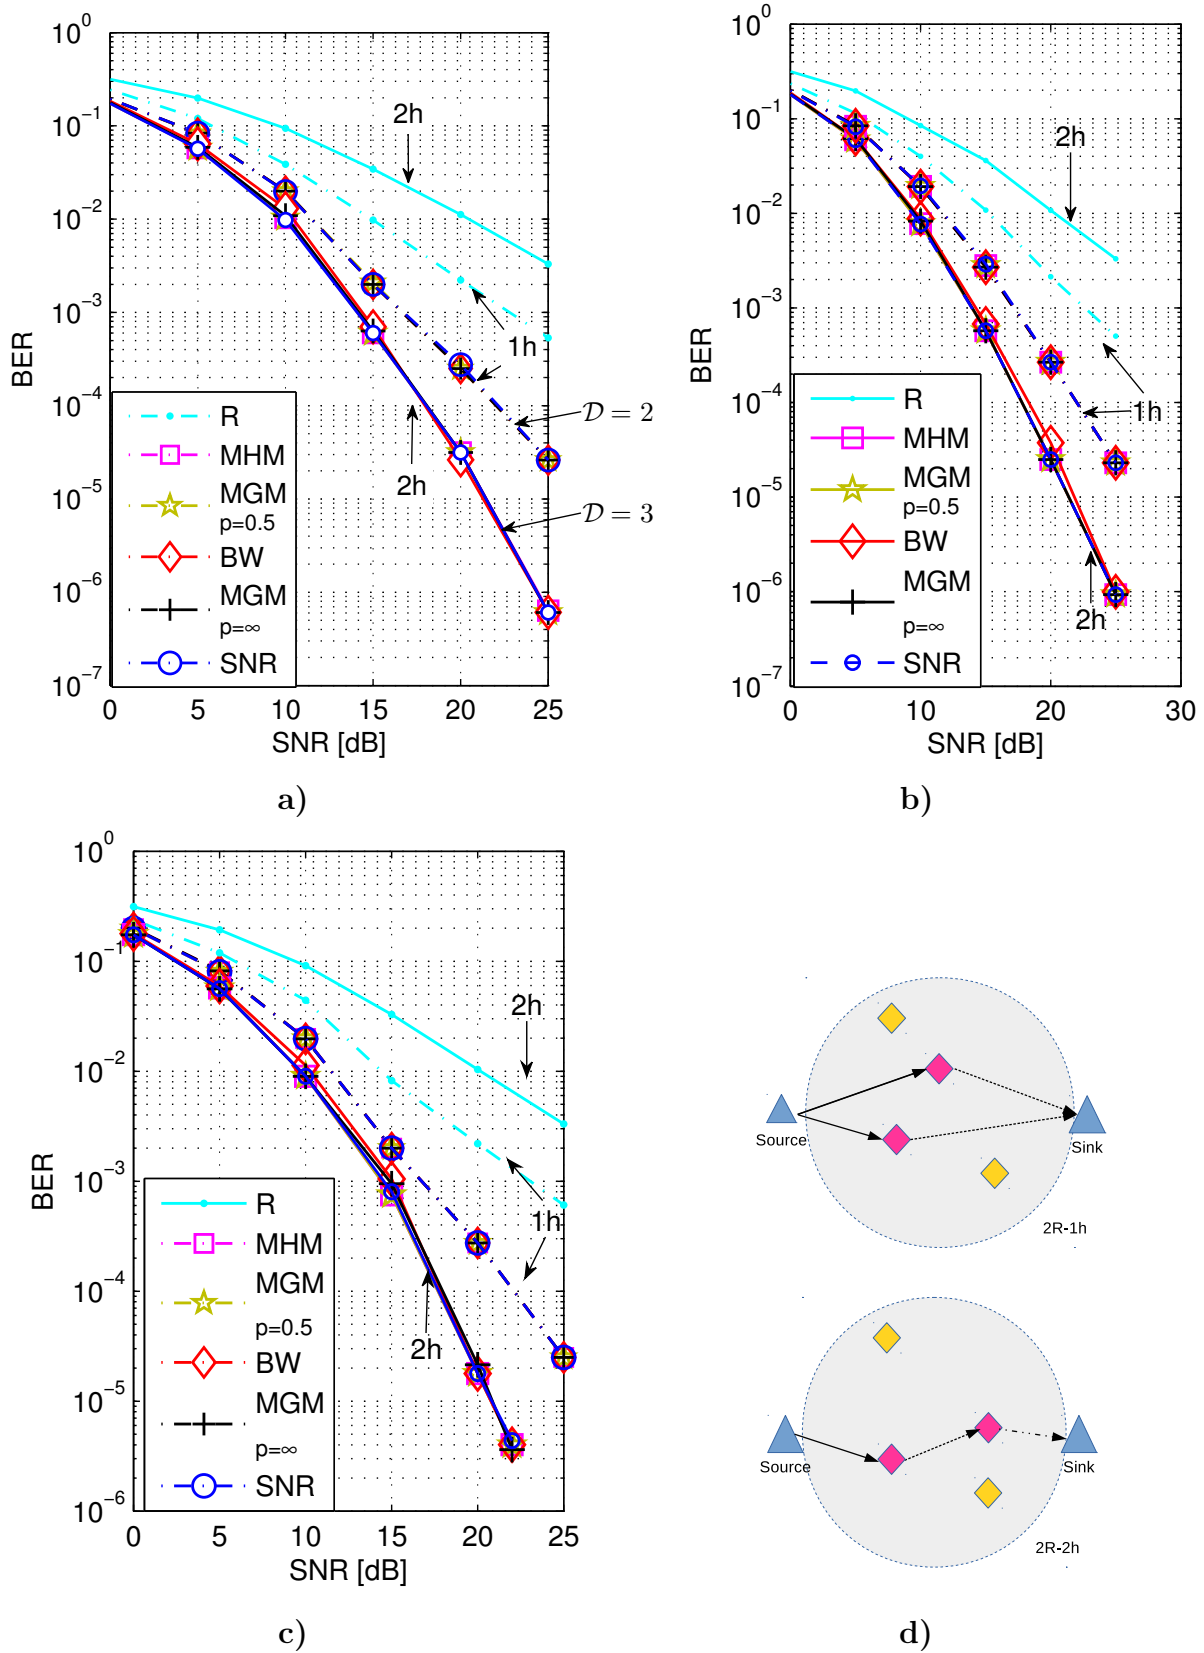 10^0
10^−1
10^−2
10^−3
10^−4
10^−5
10^−6
10^−7
BER
2h
1h
D = 2
2h
D = 3
R
MHM
MGM
p=0.5
BW
MGM
p=∞
SNR
0 5 10 15 20 25
SNR [dB]
a)
10^0
10^−1
10^−2
10^−3
10^−4
10^−5
10^−6
10^−7
BER
2h
1h
2h
R
MHM
MGM
p=0.5
BW
MGM
p=∞
SNR
0 10 20 30
SNR [dB]
b)
10^0
10^−1
10^−2
10^−3
10^−4
10^−5
10^−6
BER
2h
1h
2h
R
MHM
MGM
p=0.5
BW
MGM
p=∞
SNR
0 5 10 15 20 25
SNR [dB]
c)
Source
Sink
2R-1h
Source
Sink
2R-2h
d)